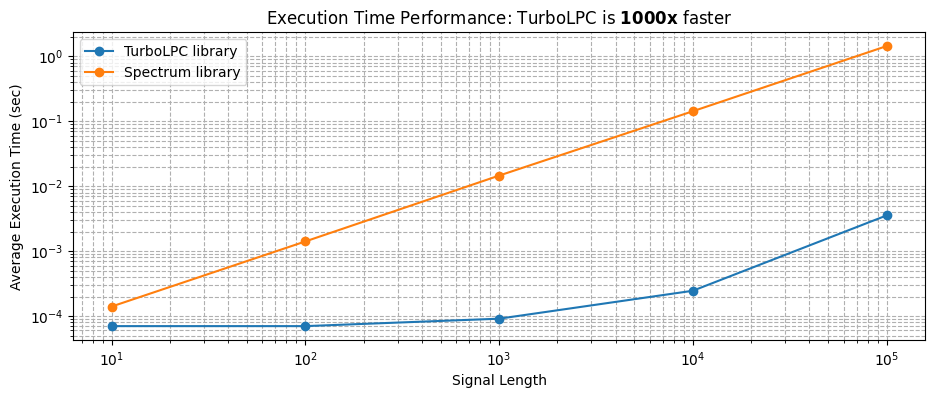 Execution Time Performance: TurboLPC is 1000x faster
TurboLPC library
Spectrum library
Average Execution Time (sec)
10⁰
10⁻¹
10⁻²
10⁻³
10⁻⁴
10¹ 10² 10³ 10⁴ 10⁵
Signal Length